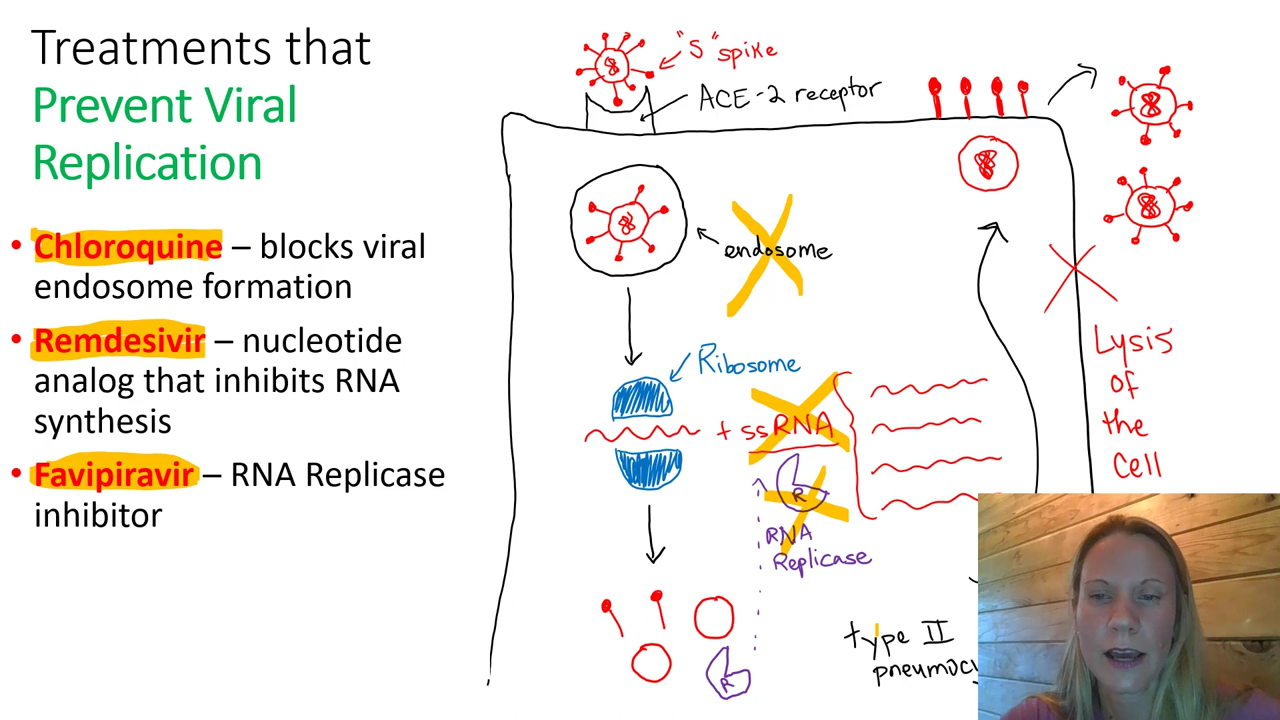 Treatments that
Prevent Viral
Replication
• Chloroquine – blocks viral
endosome formation
• Remdesivir – nucleotide
analog that inhibits RNA
synthesis
• Favipiravir – RNA Replicase
inhibitor
"S" spike
ACE-2 receptor
endosome
Ribosome
+ ssRNA
R
RNA
Replicase
R
type II
pneumocy
Lysis
of
the
Cell